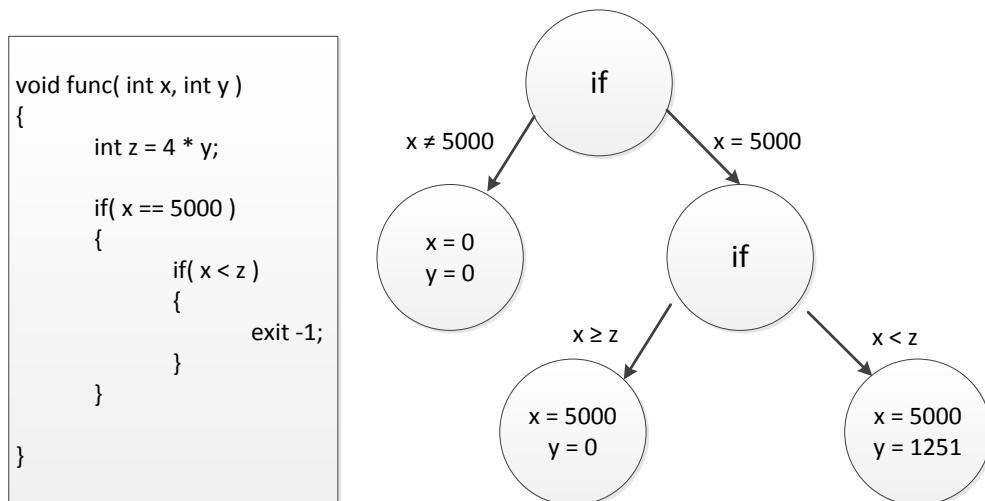 void func( int x, int y )
{
int z = 4 * y;
if( x == 5000 )
{
if( x < z )
{
exit -1;
}
}
}
if
x ≠ 5000
x = 5000
x = 0
y = 0
if
x ≥ z
x < z
x = 5000
y = 0
x = 5000
y = 1251